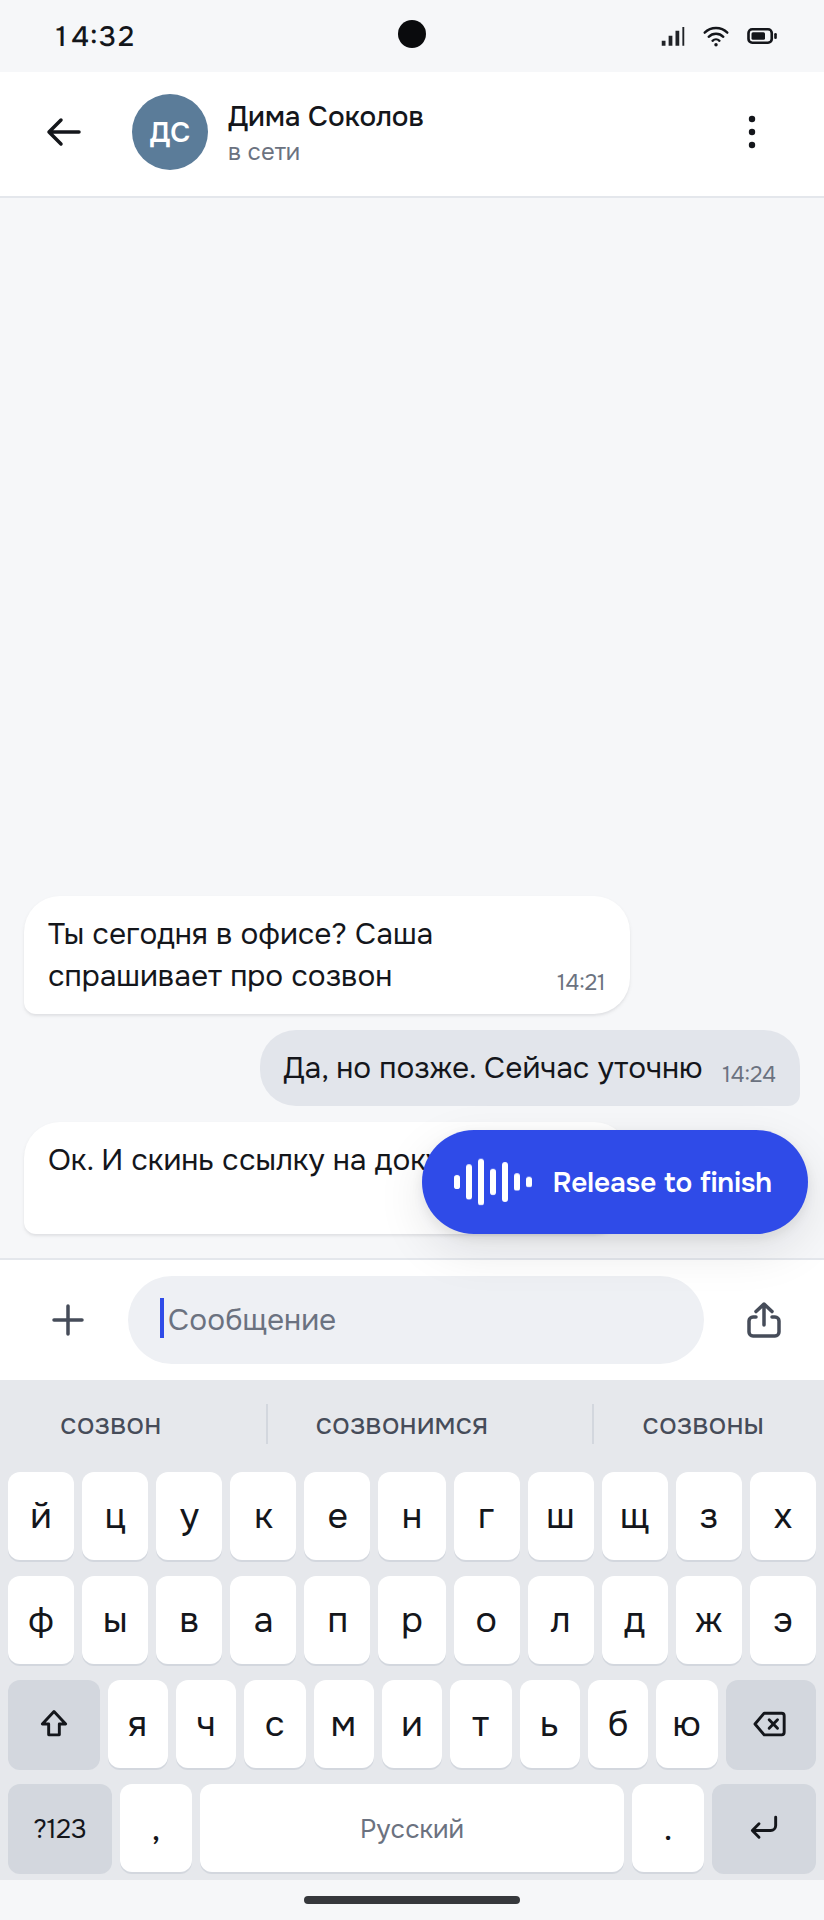 14:32
ДС
Дима Соколов
в сети
Ты сегодня в офисе? Саша
спрашивает про созвон
14:21
Да, но позже. Сейчас уточню 14:24
Ок. И скинь ссылку на
Release to finish
Сообщение
созвон созвонимся созвоны
й ц у к е н г ш щ з х
ф ы в а п р о л д ж э
я ч с м и т ь б ю
?123 , Русский .